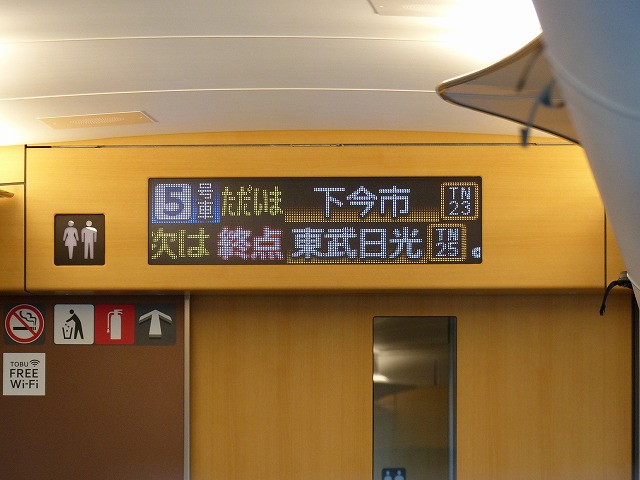 5号車 ただいま 下今市 TN 23
次は 終点 東武日光 TN 25
TOBU
FREE
Wi-Fi